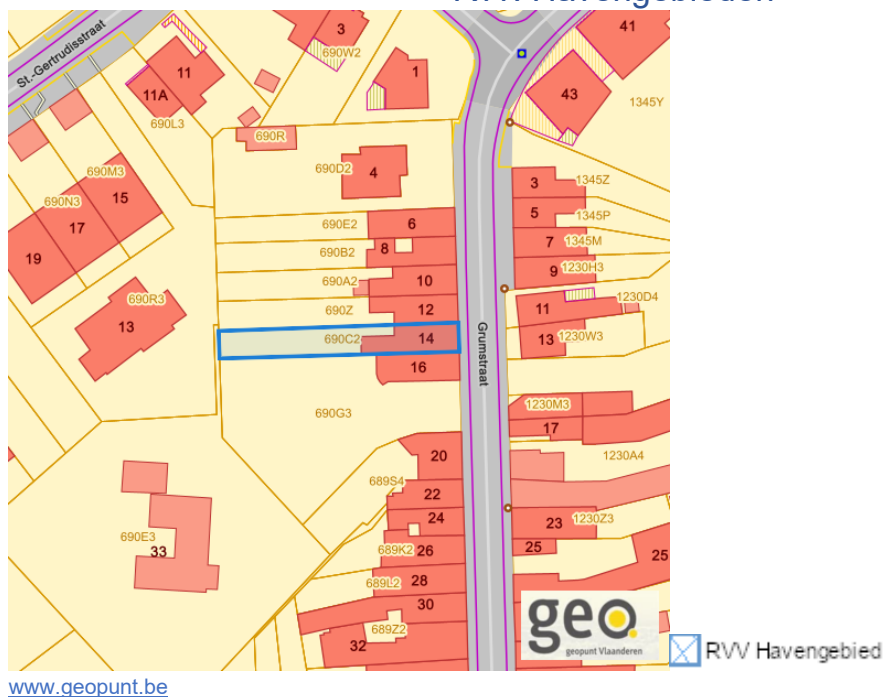 St.-Gertrudisstraat
3
690W2
41
11
1
11A
43
1345Y
690L3
690R
690D2
4
3
1345Z
690M3
15
690N3
5
1345P
17
690E2
6
7
1345M
19
690B2
8
9
1230H3
690A2
10
690R3
690Z
12
11
1230D4
13
690C2
14
Grumstraat
13
1230W3
16
690G3
1230M3
17
20
1230A4
689S4
22
24
23
1230Z3
690E3
33
689K2
26
25
25
689L2
28
30
689Z2
32
geo.
geopunt Vlaanderen
RVV Havengebied
www.geopunt.be